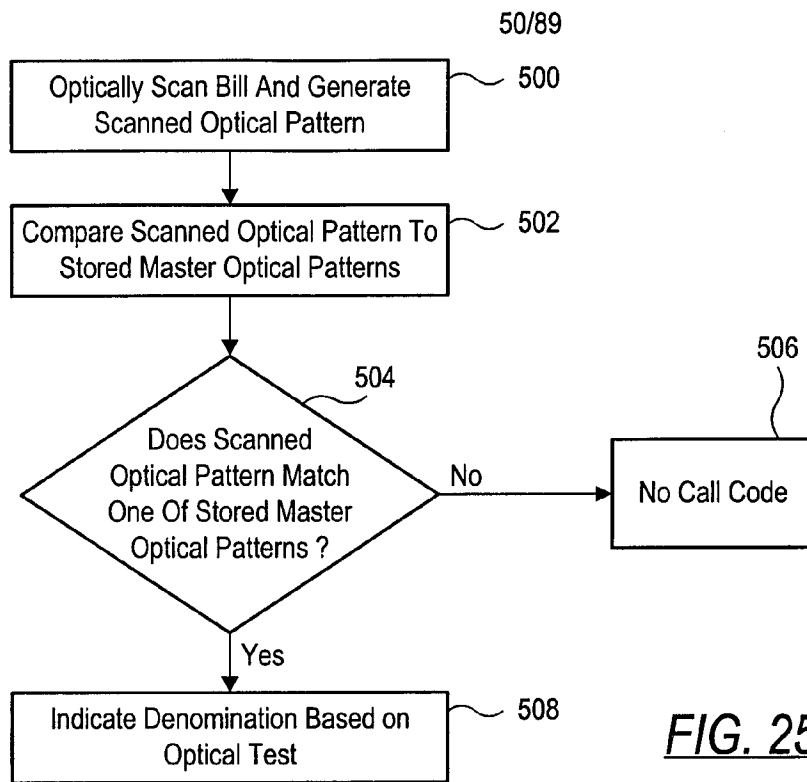 50/89
Optically Scan Bill And Generate
Scanned Optical Pattern
500
Compare Scanned Optical Pattern To
Stored Master Optical Patterns
502
504
Does Scanned
Optical Pattern Match
One Of Stored Master
Optical Patterns ?
No
506
No Call Code
Yes
Indicate Denomination Based on
Optical Test
508
FIG. 25